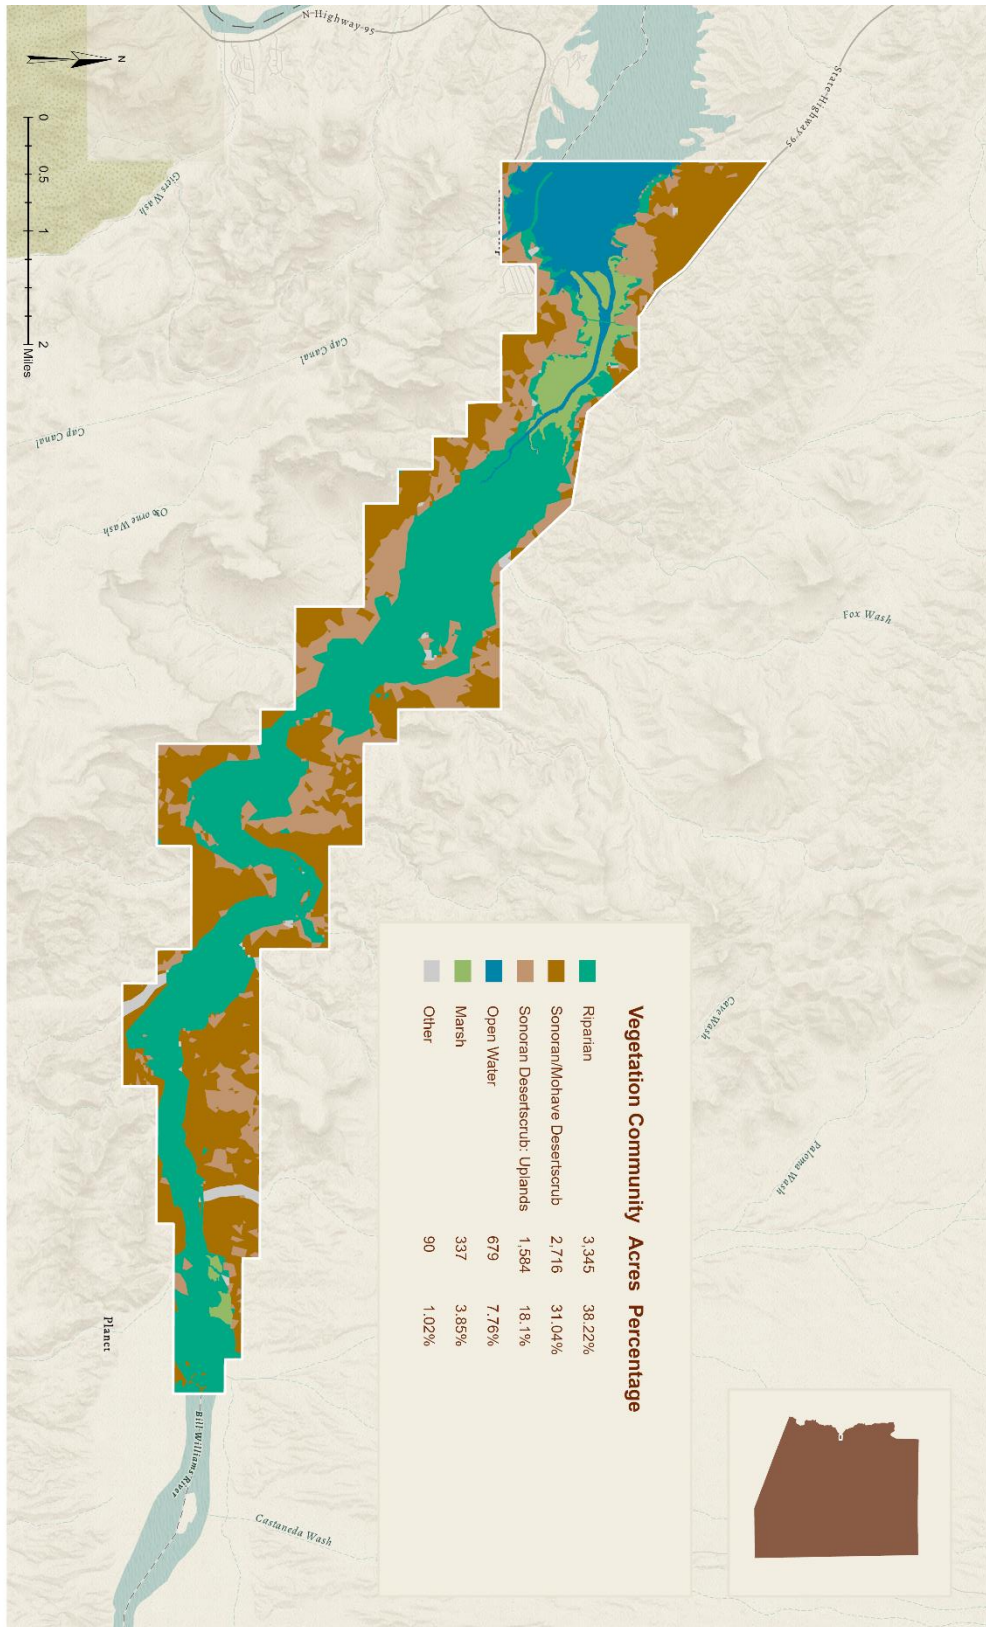 N Highway 95
State Highway 95
N
0 0.5 1 2
Miles
Giers Wash
Cap Canal
Cap Canal
Wash
Fox Wash
Cave Wash
Paloma Wash
Vegetation Community Acres Percentage
Riparian 3,345 38.22%
Sonoran/Mohave Desertscrub 2,716 31.04%
Sonoran Desertscrub: Uplands 1,584 18.1%
Open Water 679 7.76%
Marsh 337 3.85%
Other 90 1.02%
Planet
Bill Williams River
Castaneda Wash